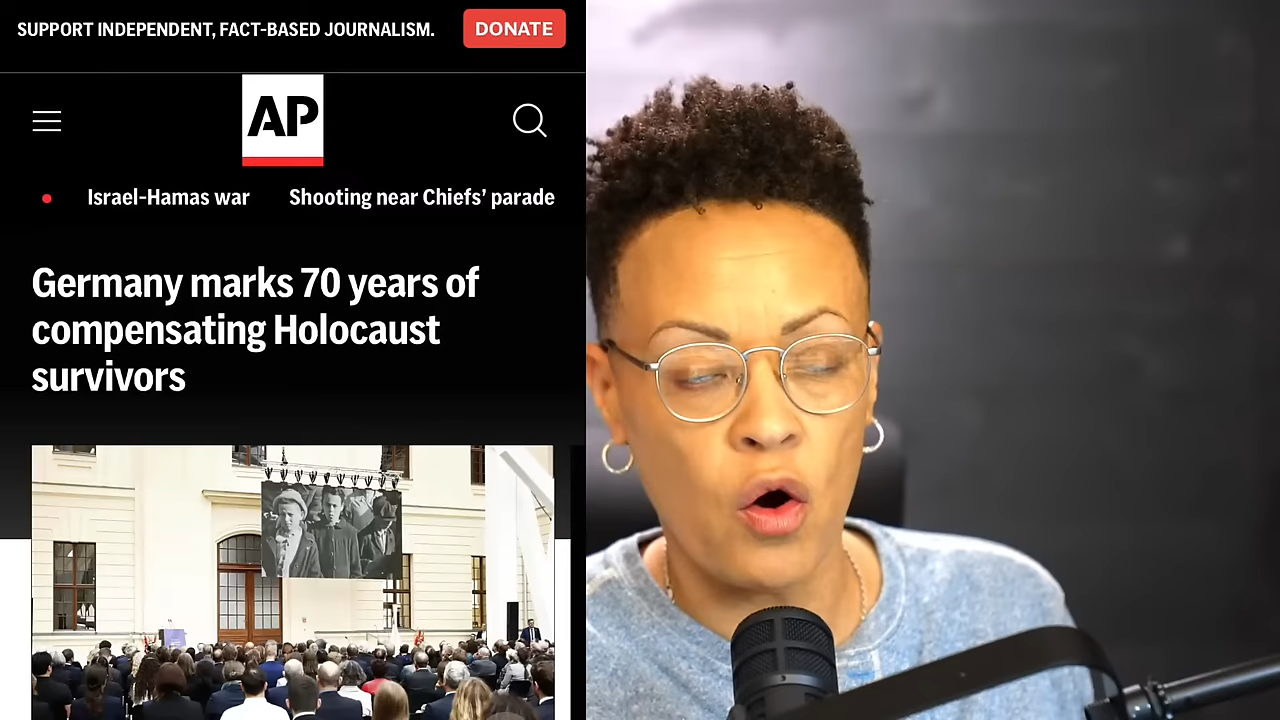 SUPPORT INDEPENDENT, FACT-BASED JOURNALISM.
DONATE
AP
Israel-Hamas war
Shooting near Chiefs’ parade
Germany marks 70 years of
compensating Holocaust
survivors